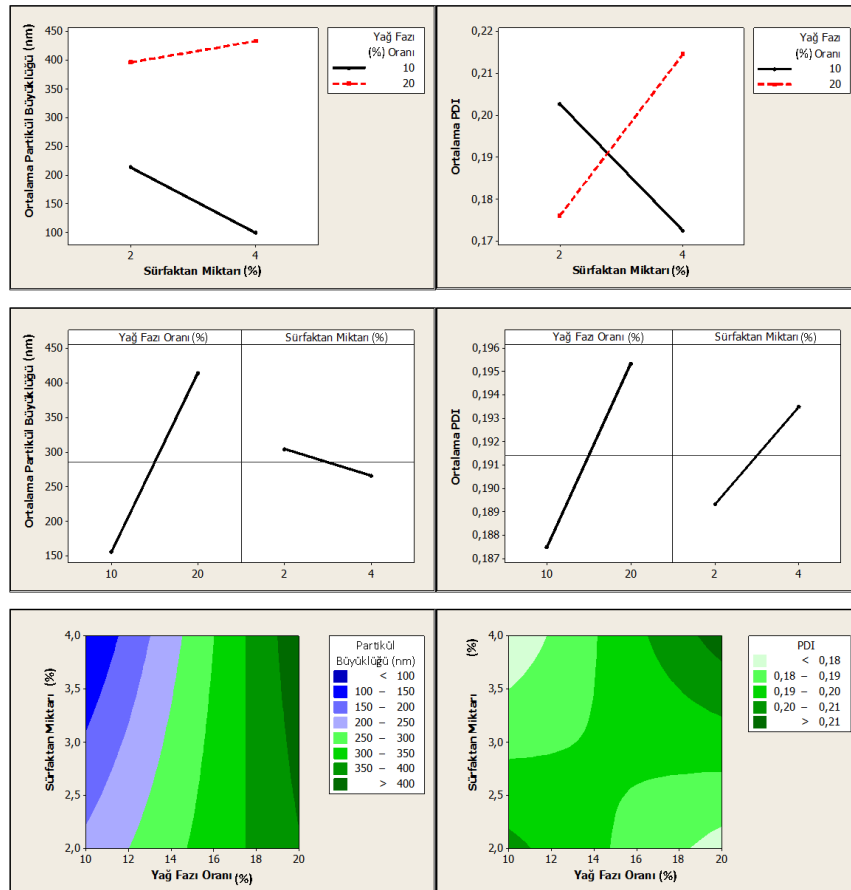 Ortalama Partikül Büyüklüğü (nm)
450
400
350
300
250
200
150
100
2
4
Sürfaktan Miktarı (%)
Yağ Fazı
(%) Oranı
10
20
Ortalama PDI
0,22
0,21
0,20
0,19
0,18
0,17
2
4
Sürfaktan Miktarı (%)
Yağ Fazı
(%) Oranı
10
20
Ortalama Partikül Büyüklüğü (nm)
Yağ Fazı Oranı (%)
Sürfaktan Miktarı (%)
450
400
350
300
250
200
150
10
20
2
4
Ortalama PDI
Yağ Fazı Oranı (%)
Sürfaktan Miktarı (%)
0,196
0,195
0,194
0,193
0,192
0,191
0,190
0,189
0,188
0,187
10
20
2
4
Sürfaktan Miktarı (%)
4,0
3,5
3,0
2,5
2,0
10
12
14
16
18
20
Yağ Fazı Oranı (%)
Partikül
Büyüklüğü (nm)
< 100
100 – 150
150 – 200
200 – 250
250 – 300
300 – 350
350 – 400
> 400
Sürfaktan Miktarı (%)
4,0
3,5
3,0
2,5
2,0
10
12
14
16
18
20
Yağ Fazı Oranı (%)
PDI
< 0,18
0,18 – 0,19
0,19 – 0,20
0,20 – 0,21
> 0,21